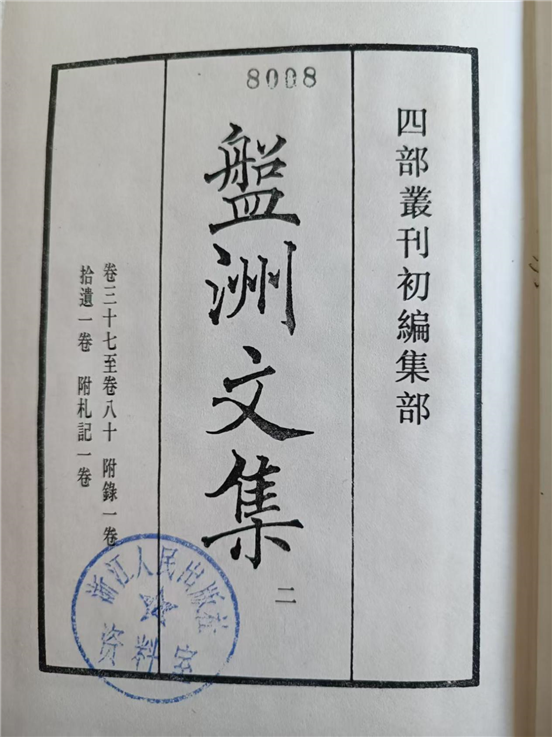 8008
四部叢刊初編集部
盤洲文集
二
卷三十七至卷八十 附錄一卷
拾遺一卷 附札記一卷
浙江人民出版社
资料室